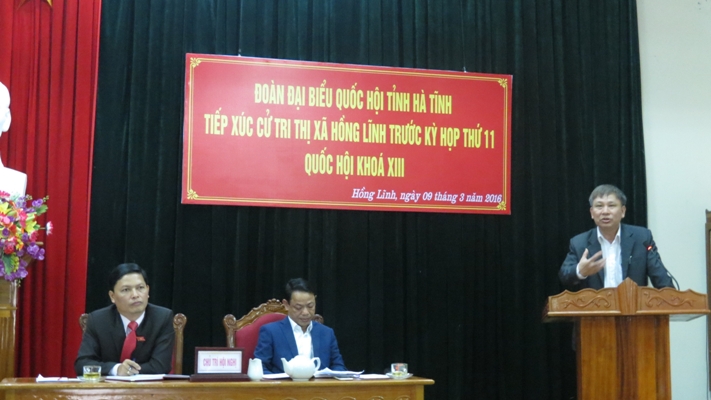 ĐOÀN ĐẠI BIỂU QUỐC HỘI TỈNH HÀ TĨNH
TIẾP XÚC CỬ TRI THỊ XÃ HỒNG LĨNH TRƯỚC KỲ HỌP THỨ 11
QUỐC HỘI KHOÁ XIII
Hồng Lĩnh, ngày 09 tháng 3 năm 2016
CHỦ TRÌ HỘI NGHỊ